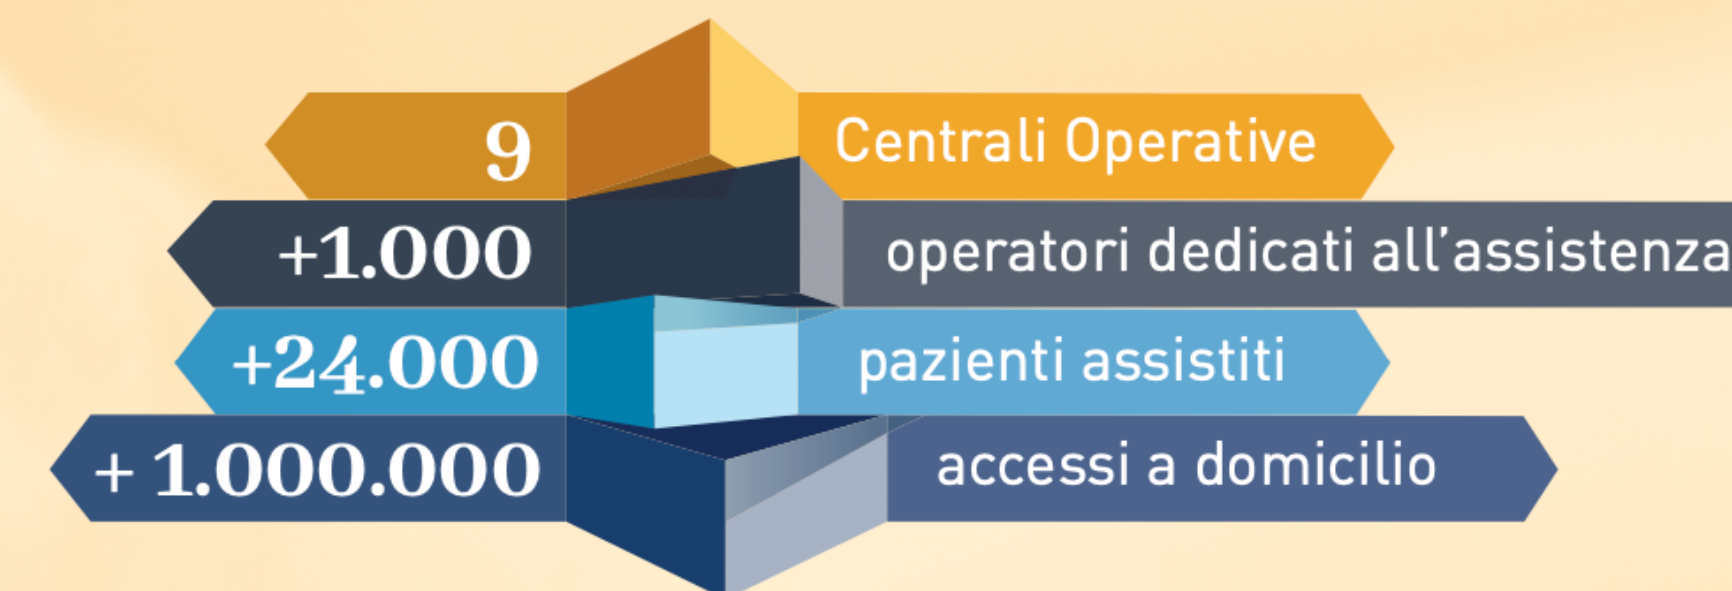 9 Centrali Operative
+1.000 operatori dedicati all’assistenza
+24.000 pazienti assistiti
+ 1.000.000 accessi a domicilio